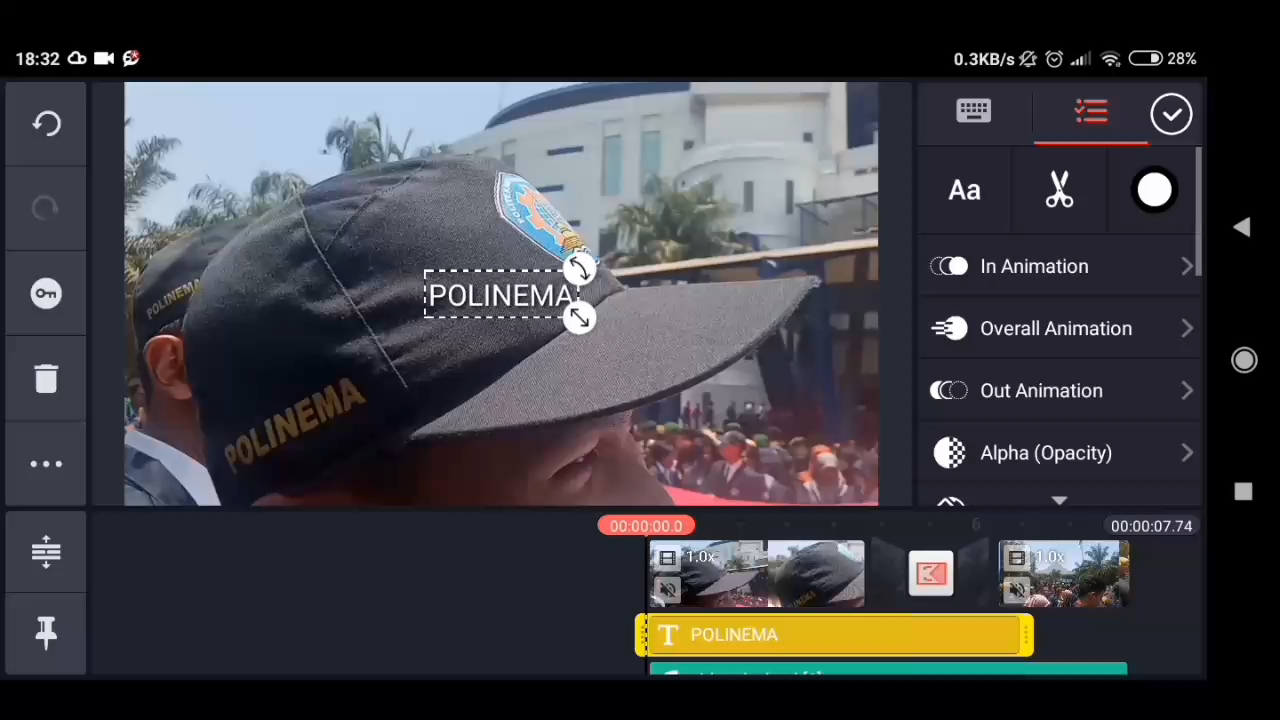 18:32
0.3KB/s
28%
Aa
In Animation
Overall Animation
Out Animation
Alpha (Opacity)
POLINEMA
POLINEMA
POLINEMA
00:00:00.0
6
00:00:07.74
1.0x
1.0x
T POLINEMA